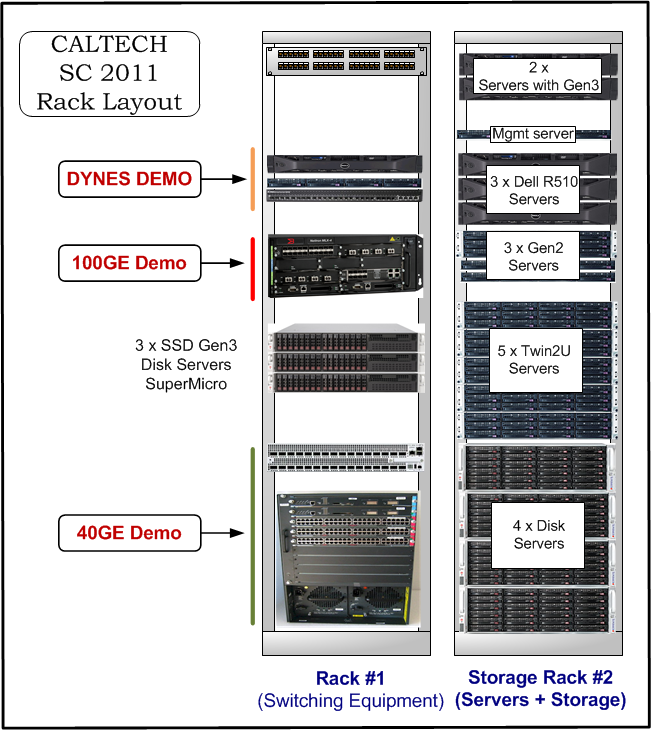 CALTECH
SC 2011
Rack Layout
DYNES DEMO
100GE Demo
3 x SSD Gen3
Disk Servers
SuperMicro
40GE Demo
Rack #1
(Switching Equipment)
2 x
Servers with Gen3
Mgmt server
3 x Dell R510
Servers
3 x Gen2
Servers
5 x Twin2U
Servers
4 x Disk
Servers
Storage Rack #2
(Servers + Storage)